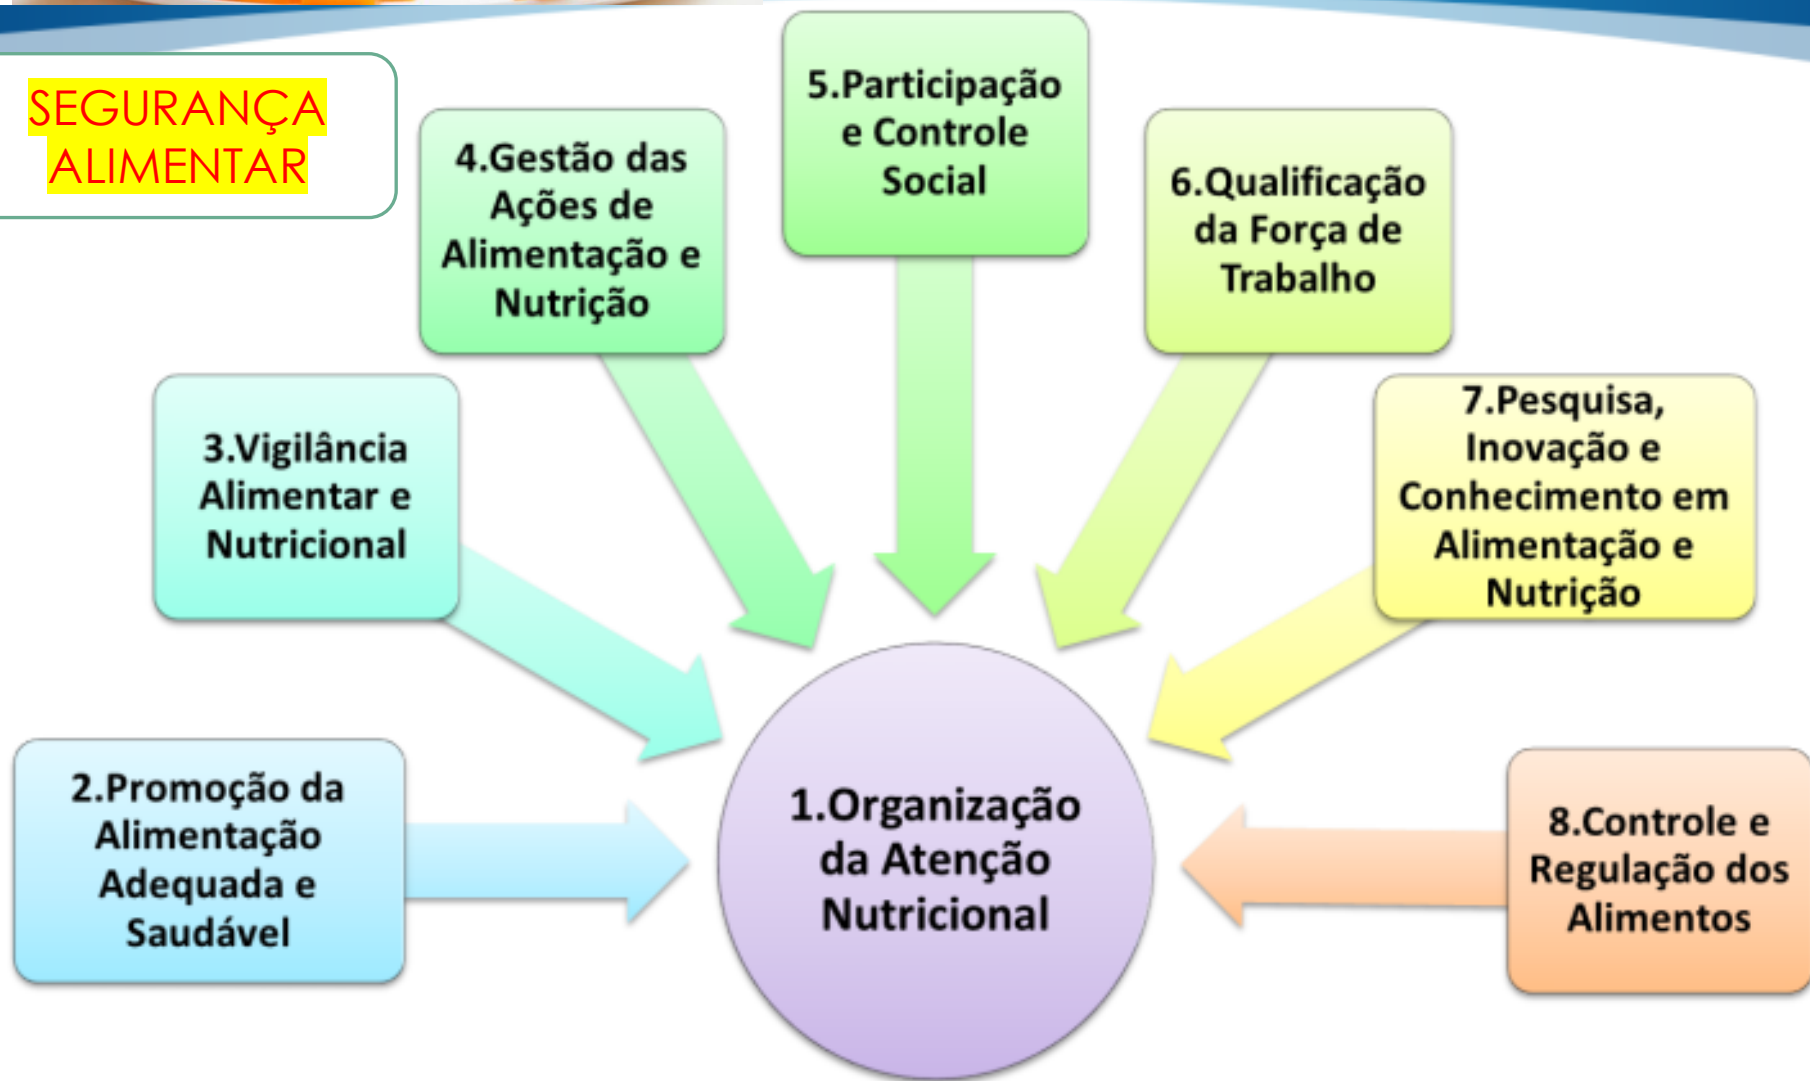 SEGURANÇA
ALIMENTAR
1.Organização
da Atenção
Nutricional
2.Promoção da
Alimentação
Adequada e
Saudável
3.Vigilância
Alimentar e
Nutricional
4.Gestão das
Ações de
Alimentação e
Nutrição
5.Participação
e Controle
Social
6.Qualificação
da Força de
Trabalho
7.Pesquisa,
Inovação e
Conhecimento em
Alimentação e
Nutrição
8.Controle e
Regulação dos
Alimentos